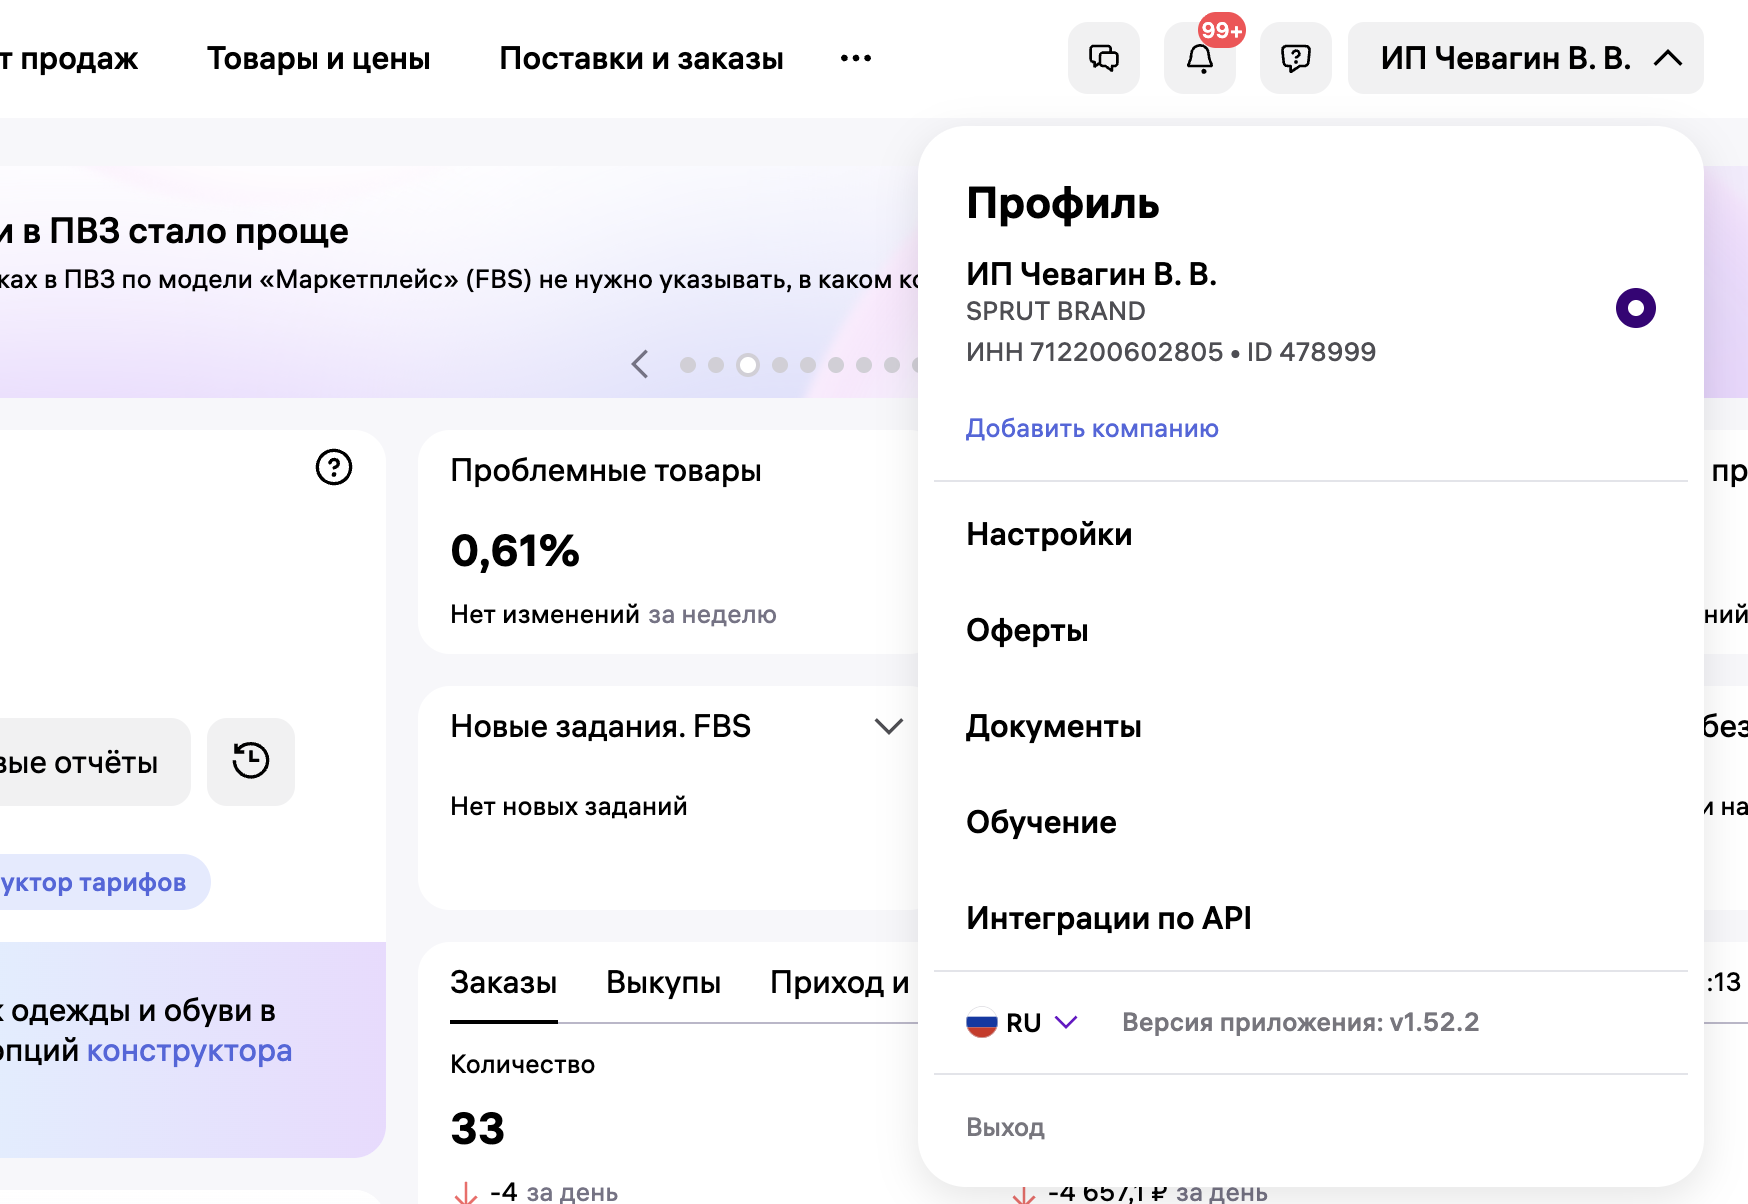 т продаж
Товары и цены
Поставки и заказы
99+
ИП Чевагин В. В.
и в ПВЗ стало проще
ках в ПВЗ по модели «Маркетплейс» (FBS) не нужно указывать, в каком ко
Профиль
ИП Чевагин В. В.
SPRUT BRAND
ИНН 712200602805 • ID 478999
Добавить компанию
Настройки
Оферты
Документы
Обучение
Интеграции по API
RU
Версия приложения: v1.52.2
Выход
Проблемные товары
0,61%
Нет изменений за неделю
Новые задания. FBS
Нет новых заданий
вые отчёты
уктор тарифов
к одежды и обуви в
опций конструктора
Заказы
Выкупы
Приход и
Количество
33
-4 за день
-4 657,1 ₽ за день
пр
ний
без
и на
:13